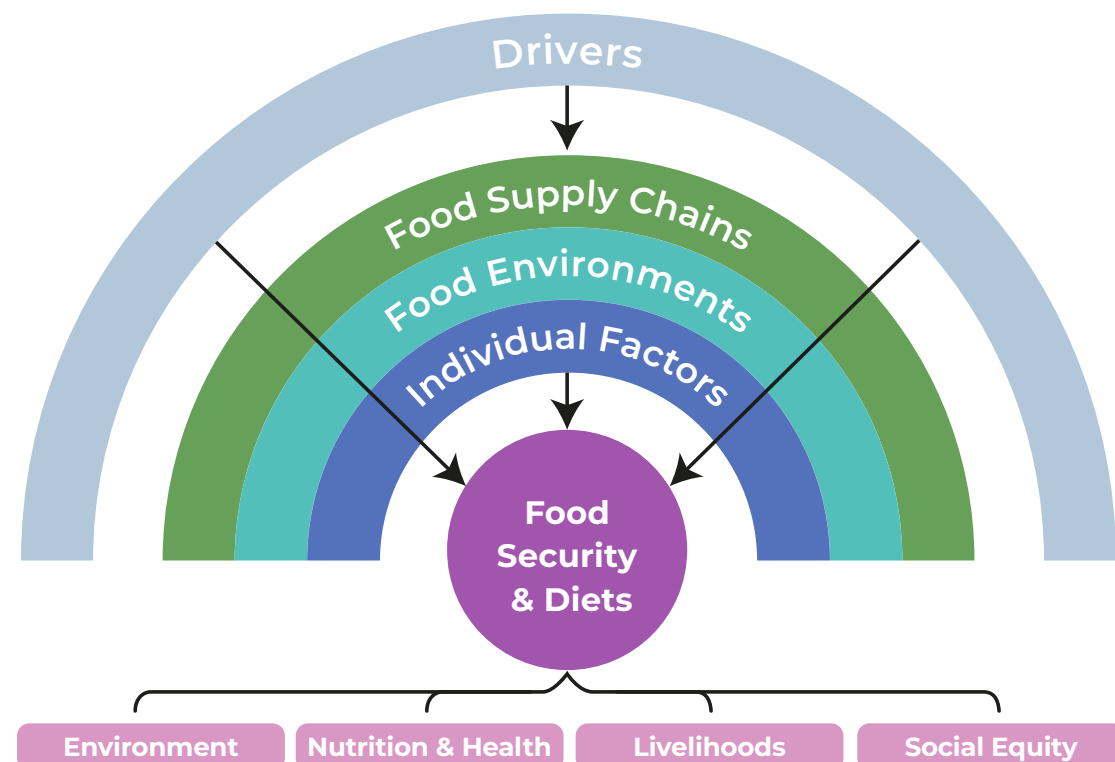 Drivers
Food Supply Chains
Food Environments
Individual Factors
Food
Security
& Diets
Environment
Nutrition & Health
Livelihoods
Social Equity